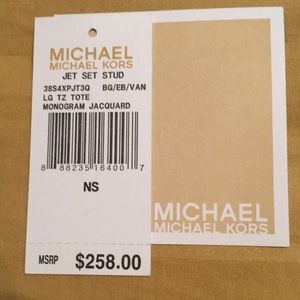 MICHAEL
MICHAEL KORS
JET SET STUD
38S4XPJT3Q BG/EB/VAN
LG TZ TOTE
MONOGRAM JACQUARD
8 88235 16400 7
NS
MSRP $258.00
MICHAEL
MICHAEL KORS